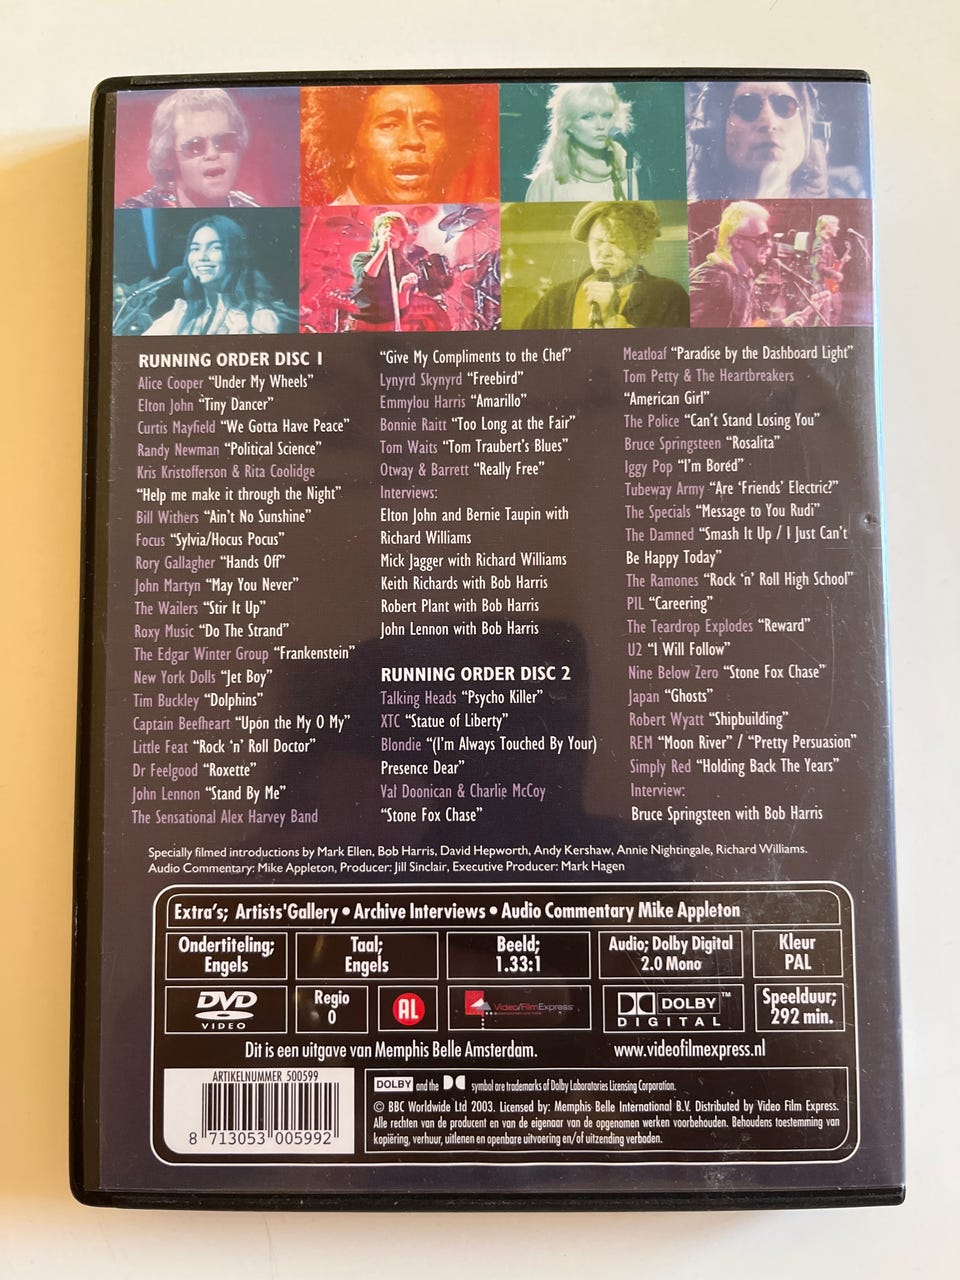 RUNNING ORDER DISC 1
Alice Cooper “Under My Wheels”
Elton John “Tiny Dancer”
Curtis Mayfield “We Gotta Have Peace”
Randy Newman “Political Science”
Kris Kristofferson & Rita Coolidge
“Help me make it through the Night”
Bill Withers “Ain't No Sunshine”
Focus “Sylvia/Hocus Pocus”
Rory Gallagher “Hands Off”
John Martyn “May You Never”
The Wailers “Stir It Up”
Roxy Music “Do The Strand”
The Edgar Winter Group “Frankenstein”
New York Dolls “Jet Boy”
Tim Buckley “Dolphins”
Captain Beefheart “Upon the My O My”
Little Feat “Rock ‘n’ Roll Doctor”
Dr Feelgood “Roxette”
John Lennon “Stand By Me”
The Sensational Alex Harvey Band
“Give My Compliments to the Chef”
Lynyrd Skynyrd “Freebird”
Emmylou Harris “Amarillo”
Bonnie Raitt “Too Long at the Fair”
Tom Waits “Tom Traubert's Blues”
Otway & Barrett “Really Free”
Interviews:
Elton John and Bernie Taupin with
Richard Williams
Mick Jagger with Richard Williams
Keith Richards with Bob Harris
Robert Plant with Bob Harris
John Lennon with Bob Harris
RUNNING ORDER DISC 2
Talking Heads “Psycho Killer”
XTC “Statue of Liberty”
Blondie “(I'm Always Touched By Your)
Presence Dear”
Val Doonican & Charlie McCoy
“Stone Fox Chase”
Meatloaf “Paradise by the Dashboard Light”
Tom Petty & The Heartbreakers
“American Girl”
The Police “Can't Stand Losing You”
Bruce Springsteen “Rosalita”
Iggy Pop “I'm Bored”
Tubeway Army “Are ‘Friends’ Electric?”
The Specials “Message to You Rudi”
The Damned “Smash It Up / I Just Can't
Be Happy Today”
The Ramones “Rock ‘n’ Roll High School”
PIL “Careering”
The Teardrop Explodes “Reward”
U2 “I Will Follow”
Nine Below Zero “Stone Fox Chase”
Japan “Ghosts”
Robert Wyatt “Shipbuilding”
REM “Moon River” / “Pretty Persuasion”
Simply Red “Holding Back The Years”
Interview:
Bruce Springsteen with Bob Harris
Specially filmed introductions by Mark Ellen, Bob Harris, David Hepworth, Andy Kershaw, Annie Nightingale, Richard Williams.
Audio Commentary: Mike Appleton, Producer: Jill Sinclair, Executive Producer: Mark Hagen
Extra's; Artists'Gallery • Archive Interviews • Audio Commentary Mike Appleton
Ondertiteling;
Engels
Taal;
Engels
Beeld;
1.33:1
Audio; Dolby Digital
2.0 Mono
Kleur
PAL
DVD
VIDEO
Regio
0
AL
Video/FilmExpress
DOLBY™
DIGITAL
Speelduur;
292 min.
Dit is een uitgave van Memphis Belle Amsterdam.
www.videofilmexpress.nl
ARTIKELNUMMER 500599
8 713053 005992
DOLBY and the symbol are trademarks of Dolby Laboratories Licensing Corporation.
© BBC Worldwide Ltd 2003. Licensed by: Memphis Belle International B.V. Distributed by Video Film Express.
Alle rechten van de producent en van de eigenaar van de opgenomen werken voorbehouden. Behoudens toestemming van
kopiëring, verhuur, uitlenen en openbare uitvoering en/of uitzending verboden.